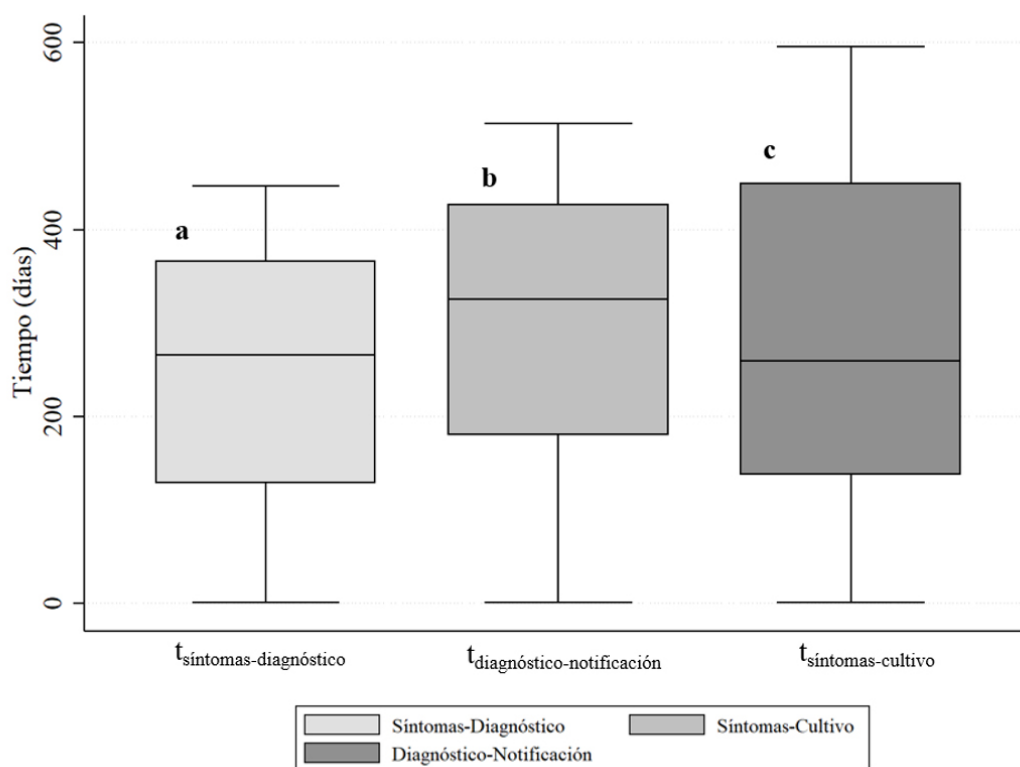 600
c
b
a
400
Tiempo (días)
200
0
tsíntomas-diagnóstico
tdiagnóstico-notificación
tsíntomas-cultivo
Síntomas-Diagnóstico
Síntomas-Cultivo
Diagnóstico-Notificación